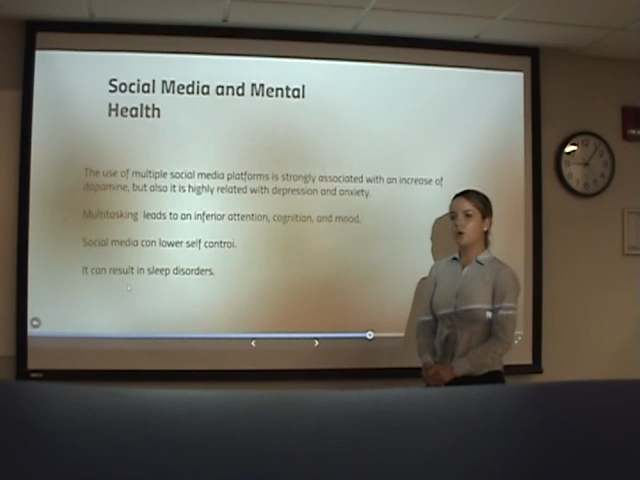 Social Media and Mental
Health
The use of multiple social media platforms is strongly associated with an increase of
dopamine, but also it is highly related with depression and anxiety.
Multitasking leads to an inferior attention, cognition, and mood.
Social media can lower self control.
It can result in sleep disorders.